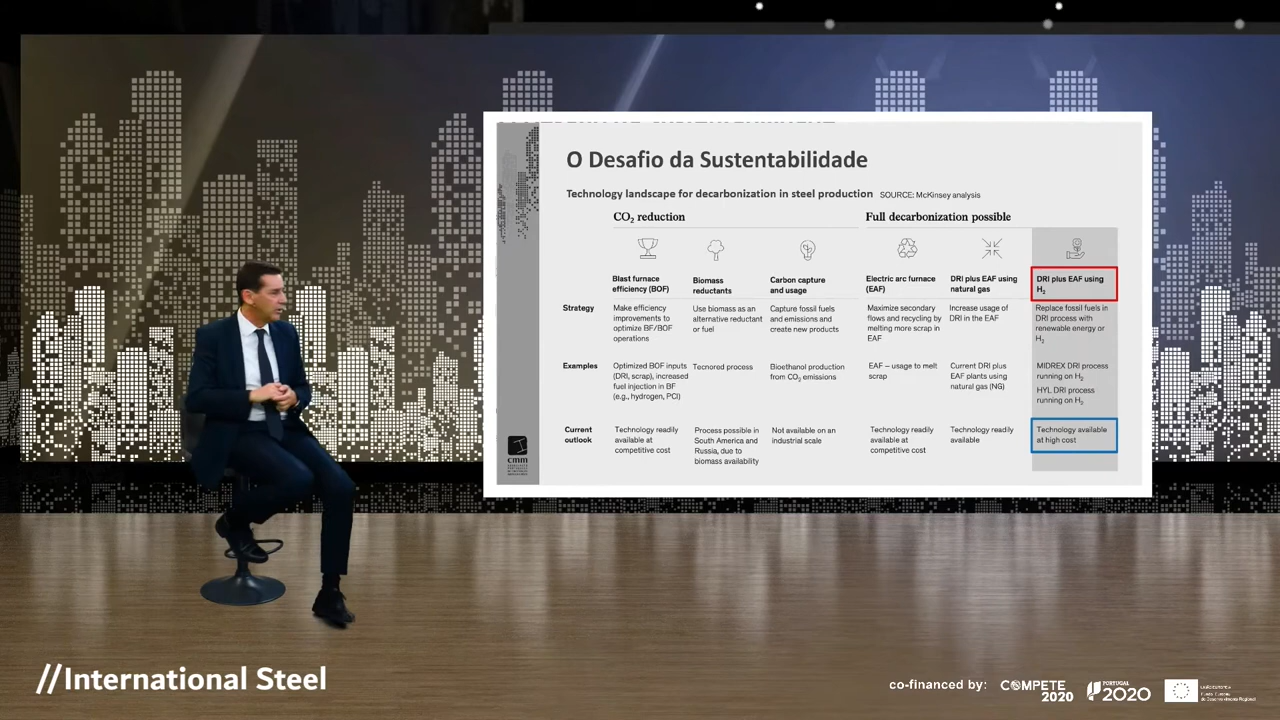 O Desafio da Sustentabilidade
Technology landscape for decarbonization in steel production SOURCE: McKinsey analysis
CO₂ reduction
Full decarbonization possible
Blast furnace
efficiency (BOF)
Biomass
reductants
Carbon capture
and usage
Electric arc furnace
(EAF)
DRI plus EAF using
natural gas
DRI plus EAF using
H₂
Strategy
Make efficiency
improvements to
optimize BF/BOF
operations
Use biomass as an
alternative reductant
or fuel
Capture fossil fuels
and emissions and
create new products
Maximize secondary
flows and recycling by
melting more scrap in
EAF
Increase usage of
DRI in the EAF
Replace fossil fuels in
DRI process with
renewable energy or
H₂
Examples
Optimized BOF inputs
(DRI, scrap), increased
fuel injection in BF
(e.g., hydrogen, PCI)
Tecnored process
Bioethanol production
from CO₂ emissions
EAF – usage to melt
scrap
Current DRI plus
EAF plants using
natural gas (NG)
MIDREX DRI process
running on H₂
HYL DRI process
running on H₂
Current
outlook
Technology readily
available at
competitive cost
Process possible in
South America and
Russia, due to
biomass availability
Not available on an
industrial scale
Technology readily
available at
competitive cost
Technology readily
available
Technology available
at high cost
cmm
//International Steel
co-financed by:
COMPETE
2020
PORTUGAL
2020